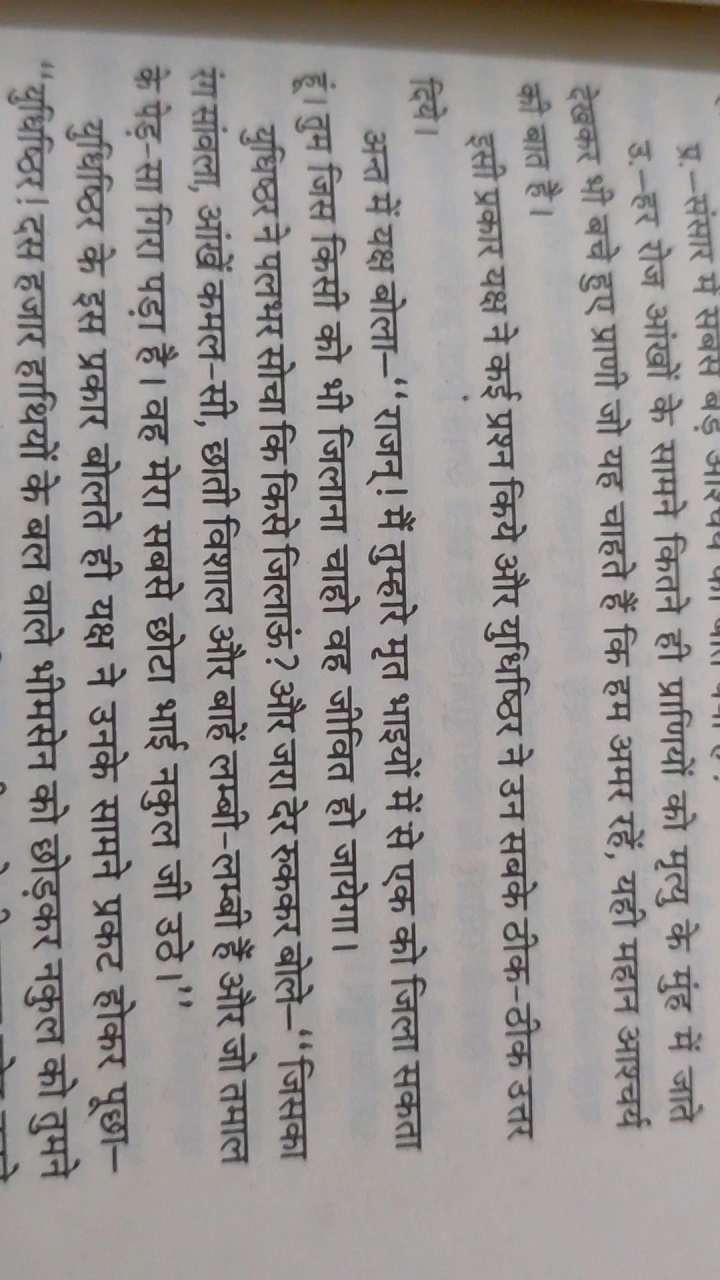 प्र.–संसार में सबसे बड़े आश्चर्य की बात क्या है?
उ.–हर रोज आंखों के सामने कितने ही प्राणियों को मृत्यु के मुंह में जाते
देखकर भी बचे हुए प्राणी जो यह चाहते हैं कि हम अमर रहें, यही महान आश्चर्य
की बात है।
इसी प्रकार यक्ष ने कई प्रश्न किये और युधिष्ठिर ने उन सबके ठीक-ठीक उत्तर
दिये।
अन्त में यक्ष बोला–“राजन्! मैं तुम्हारे मृत भाइयों में से एक को जिला सकता
हूं। तुम जिस किसी को भी जिलाना चाहो वह जीवित हो जायेगा।
युधिष्ठिर ने पलभर सोचा कि किसे जिलाऊं? और जरा देर रुककर बोले–“जिसका
रंग सांवला, आंखें कमल-सी, छाती विशाल और बाहें लम्बी-लम्बी हैं और जो तमाल
के पेड़-सा गिरा पड़ा है। वह मेरा सबसे छोटा भाई नकुल जी उठे।”
युधिष्ठिर के इस प्रकार बोलते ही यक्ष ने उनके सामने प्रकट होकर पूछा–
“युधिष्ठिर! दस हजार हाथियों के बल वाले भीमसेन को छोड़कर नकुल को तुमने